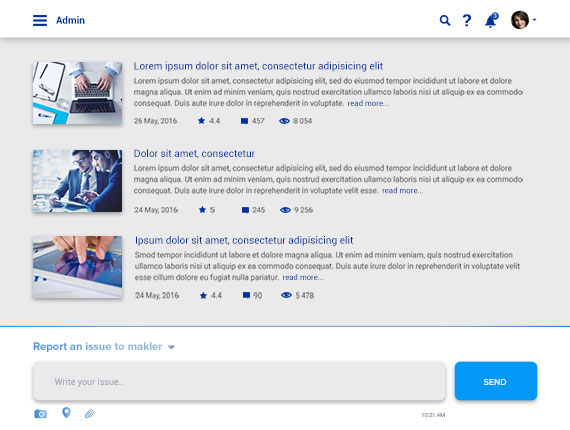 Admin
3
Lorem ipsum dolor sit amet, consectetur adipisicing elit
Lorem ipsum dolor sit amet, consectetur adipisicing elit, sed do eiusmod tempor incididunt ut labore et dolore
magna aliqua. Ut enim ad minim veniam, quis nostrud exercitation ullamco laboris nisi ut aliquip ex ea commodo
consequat. Duis aute irure dolor in reprehenderit in voluptate. read more...
26 May, 2016 4.4 457 8 054
Dolor sit amet, consectetur
Lorem ipsum dolor sit amet, consectetur adipisicing elit, sed do eiusmod tempor incididunt ut labore et dolore
magna aliqua. Ut enim ad minim veniam, quis nostrud exercitation ullamco laboris nisi ut aliquip ex ea commodo
consequat. Duis aute irure dolor in reprehenderit in voluptate velit esse. read more...
24 May, 2016 5 245 9 256
Ipsum dolor sit amet, consectetur adipisicing elit
Smod tempor incididunt ut labore et dolore magna aliqua. Ut enim ad minim veniam, quis nostrud exercitation
ullamco laboris nisi ut aliquip ex ea commodo consequat. Duis aute irure dolor in reprehenderit in voluptate velit
esse cillum dolore eu fugiat nulla pariatur. read more...
24 May, 2016 4.4 90 5 478
Report an issue to makler
Write your issue..
SEND
10:21 AM